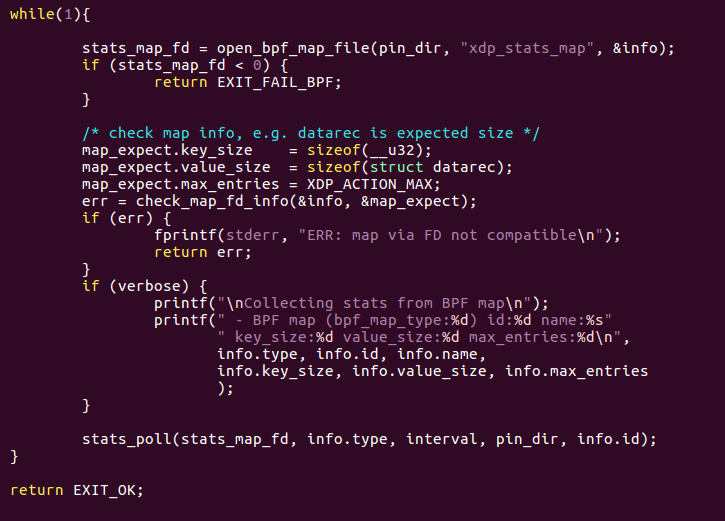 while(1){
        stats_map_fd = open_bpf_map_file(pin_dir, "xdp_stats_map", &info);
        if (stats_map_fd < 0) {
                return EXIT_FAIL_BPF;
        }
        /* check map info, e.g. datarec is expected size */
        map_expect.key_size    = sizeof(__u32);
        map_expect.value_size  = sizeof(struct datarec);
        map_expect.max_entries = XDP_ACTION_MAX;
        err = check_map_fd_info(&info, &map_expect);
        if (err) {
                fprintf(stderr, "ERR: map via FD not compatible\n");
                return err;
        }
        if (verbose) {
                printf("\nCollecting stats from BPF map\n");
                printf(" - BPF map (bpf_map_type:%d) id:%d name:%s"
                       " key_size:%d value_size:%d max_entries:%d\n",
                       info.type, info.id, info.name,
                       info.key_size, info.value_size, info.max_entries
                       );
        }
        stats_poll(stats_map_fd, info.type, interval, pin_dir, info.id);
}
return EXIT_OK;